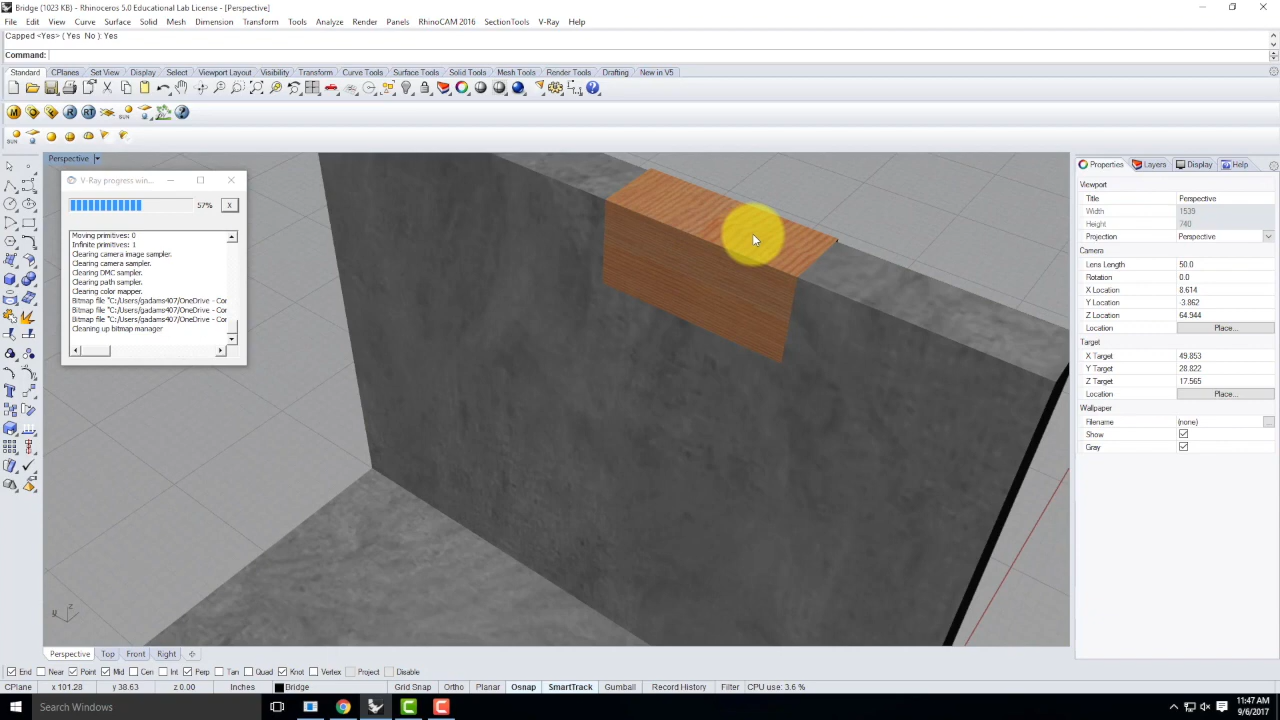 Bridge (1023 KB) - Rhinoceros 5.0 Educational Lab License - [Perspective]
File Edit View Curve Surface Solid Mesh Dimension Transform Tools Analyze Render Panels RhinoCAM 2016 SectionTools V-Ray Help
Capped <Yes> ( Yes No ): Yes
Command:
Standard CPlanes Set View Display Select Viewport Layout Visibility Transform Curve Tools Surface Tools Solid Tools Mesh Tools Render Tools Drafting New in V5
M R RT SUN
SUN
Perspective
V-Ray progress win...
57% X
Moving primitives: 0
Infinite primitives: 1
Clearing camera image sampler.
Clearing camera sampler.
Clearing DMC sampler.
Clearing path sampler.
Clearing color mapper.
Bitmap file "C:/Users/gadams407/OneDrive - Cor
Bitmap file "C:/Users/gadams407/OneDrive - Cor
Bitmap file "C:/Users/gadams407/OneDrive - Cor
Cleaning up bitmap manager
Properties Layers Display Help
Viewport
Title Perspective
Width 1539
Height 740
Projection Perspective
Camera
Lens Length 50.0
Rotation 0.0
X Location 8.614
Y Location -3.862
Z Location 64.944
Location Place...
Target
X Target 49.853
Y Target 28.822
Z Target 17.565
Location Place...
Wallpaper
Filename (none) ...
Show
Gray
z
y
Perspective Top Front Right
End Near Point Mid Cen Int Perp Tan Quad Knot Vertex Project Disable
CPlane x 101.28 y 38.63 z 0.00 Inches Bridge Grid Snap Ortho Planar Osnap SmartTrack Gumball Record History Filter CPU use: 3.6 %
Search Windows
11:47 AM
9/6/2017